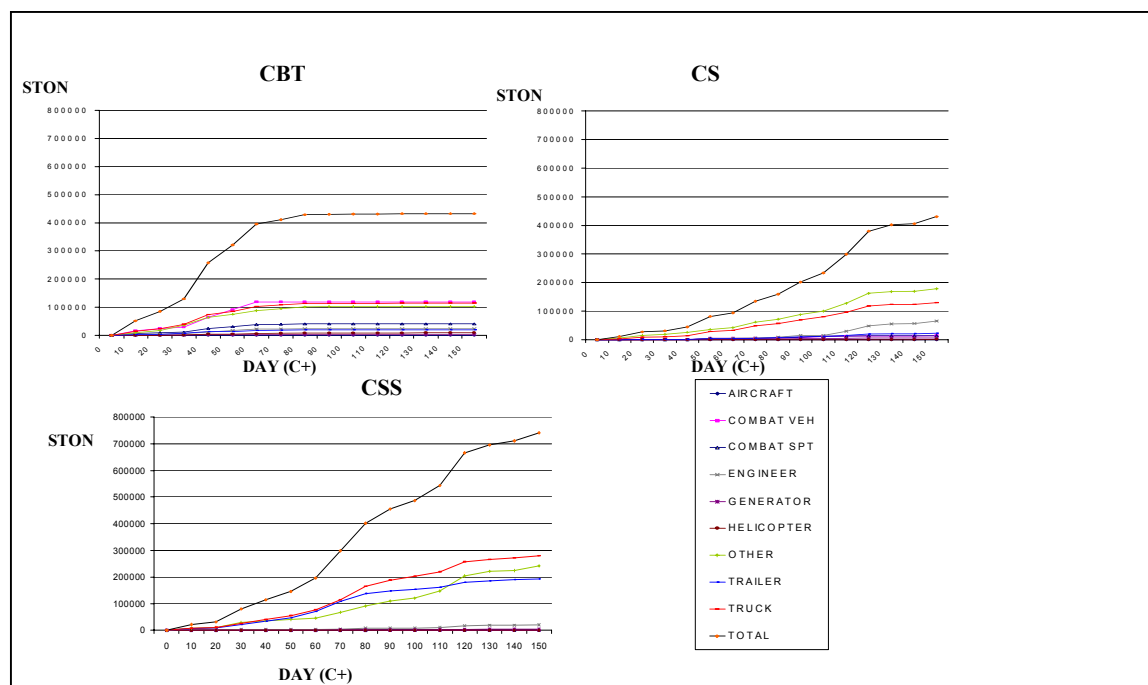 CBT
STON
800000
700000
600000
500000
400000
300000
200000
100000
0
0 10 20 30 40 50 60 70 80 90 100 110 120 130 140 150
DAY (C+)
CS
STON
800000
700000
600000
500000
400000
300000
200000
100000
0
0 10 20 30 40 50 60 70 80 90 100 110 120 130 140 150
DAY (C+)
CSS
STON
800000
700000
600000
500000
400000
300000
200000
100000
0
0 10 20 30 40 50 60 70 80 90 100 110 120 130 140 150
DAY (C+)
AIRCRAFT
COMBAT VEH
COMBAT SPT
ENGINEER
GENERATOR
HELICOPTER
OTHER
TRAILER
TRUCK
TOTAL